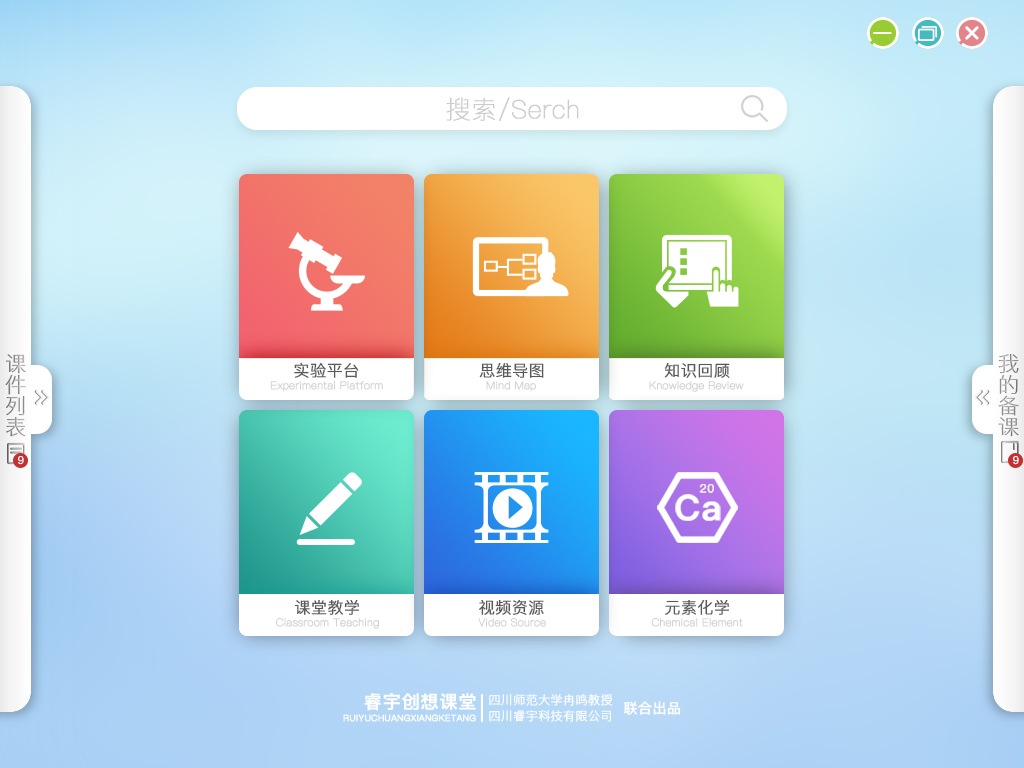 搜索/Serch
课件列表
9
我的备课
9
实验平台
Experimental Platform
思维导图
Mind Map
知识回顾
Knowledge Review
20
Ca
课堂教学
Classroom Teaching
视频资源
Video Source
元素化学
Chemical Element
睿宇创想课堂
RUIYUCHUANGXIANGKETANG
四川师范大学冉鸣教授
四川睿宇科技有限公司
联合出品